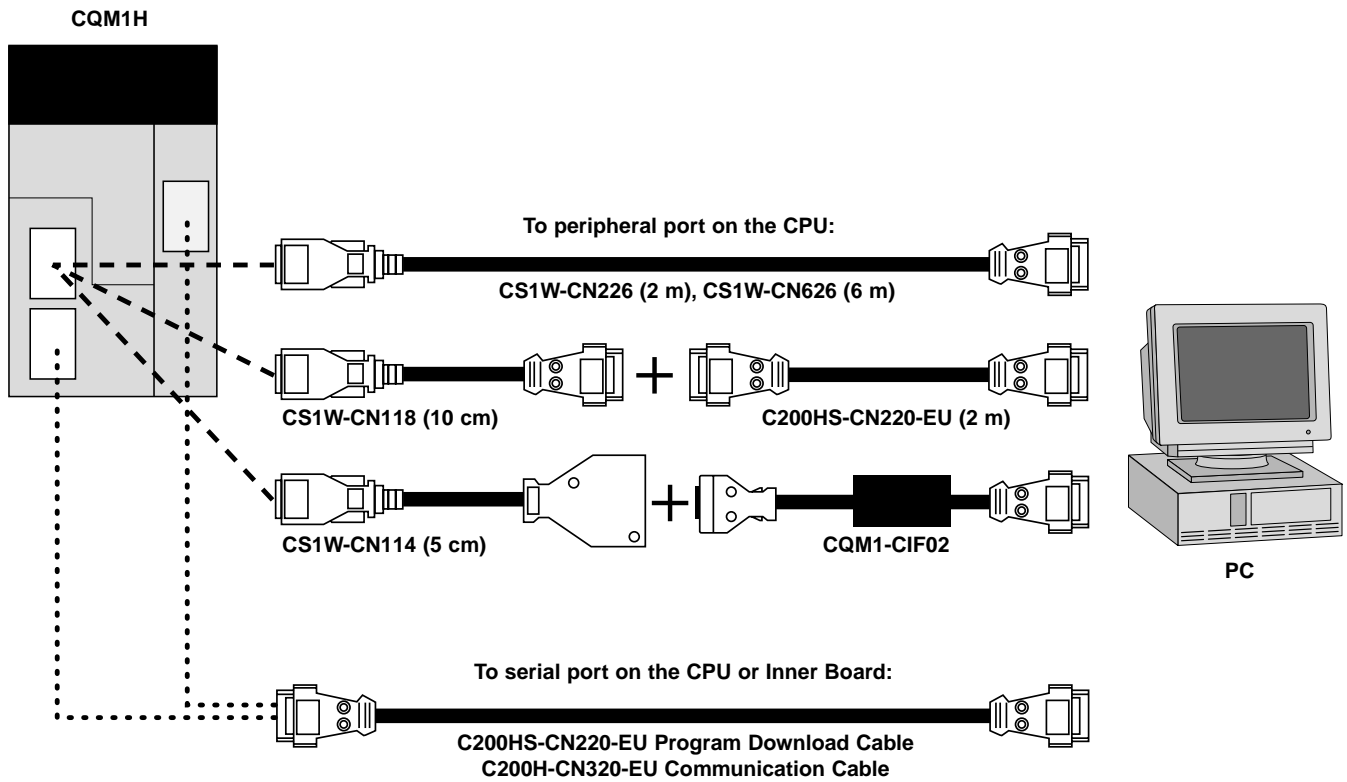 CQM1H
To peripheral port on the CPU:
CS1W-CN226 (2 m), CS1W-CN626 (6 m)
CS1W-CN118 (10 cm)
C200HS-CN220-EU (2 m)
CS1W-CN114 (5 cm)
CQM1-CIF02
PC
To serial port on the CPU or Inner Board:
C200HS-CN220-EU Program Download Cable
C200H-CN320-EU Communication Cable